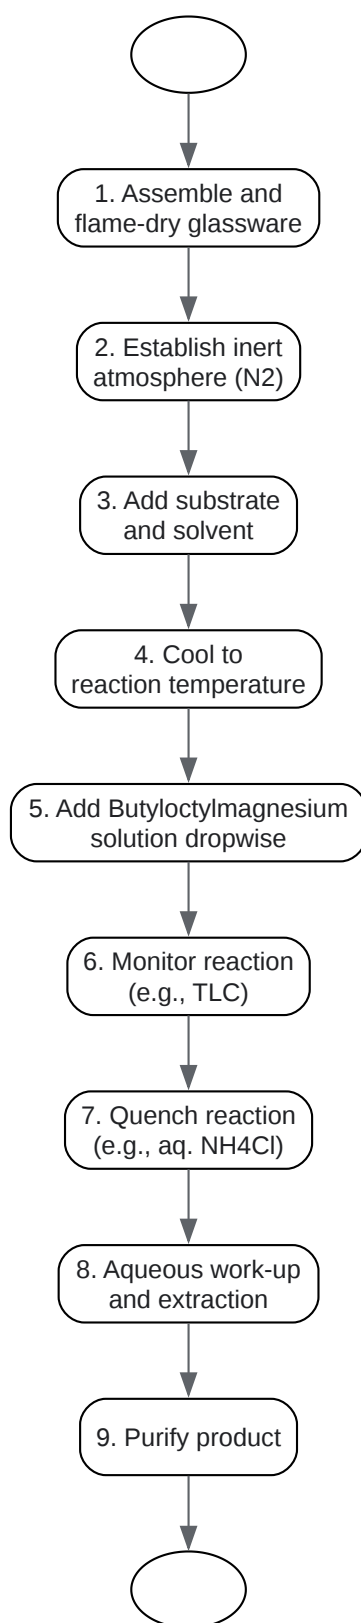 1. Assemble and
flame-dry glassware
2. Establish inert
atmosphere (N2)
3. Add substrate
and solvent
4. Cool to
reaction temperature
5. Add Butyloctylmagnesium
solution dropwise
6. Monitor reaction
(e.g., TLC)
7. Quench reaction
(e.g., aq. NH4Cl)
8. Aqueous work-up
and extraction
9. Purify product